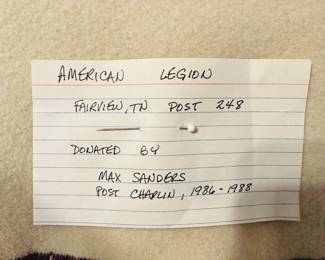 AMERICAN LEGION
FAIRVIEW, TN POST 248
DONATED BY
MAX SANDERS
POST CHAPLIN, 1986-1988